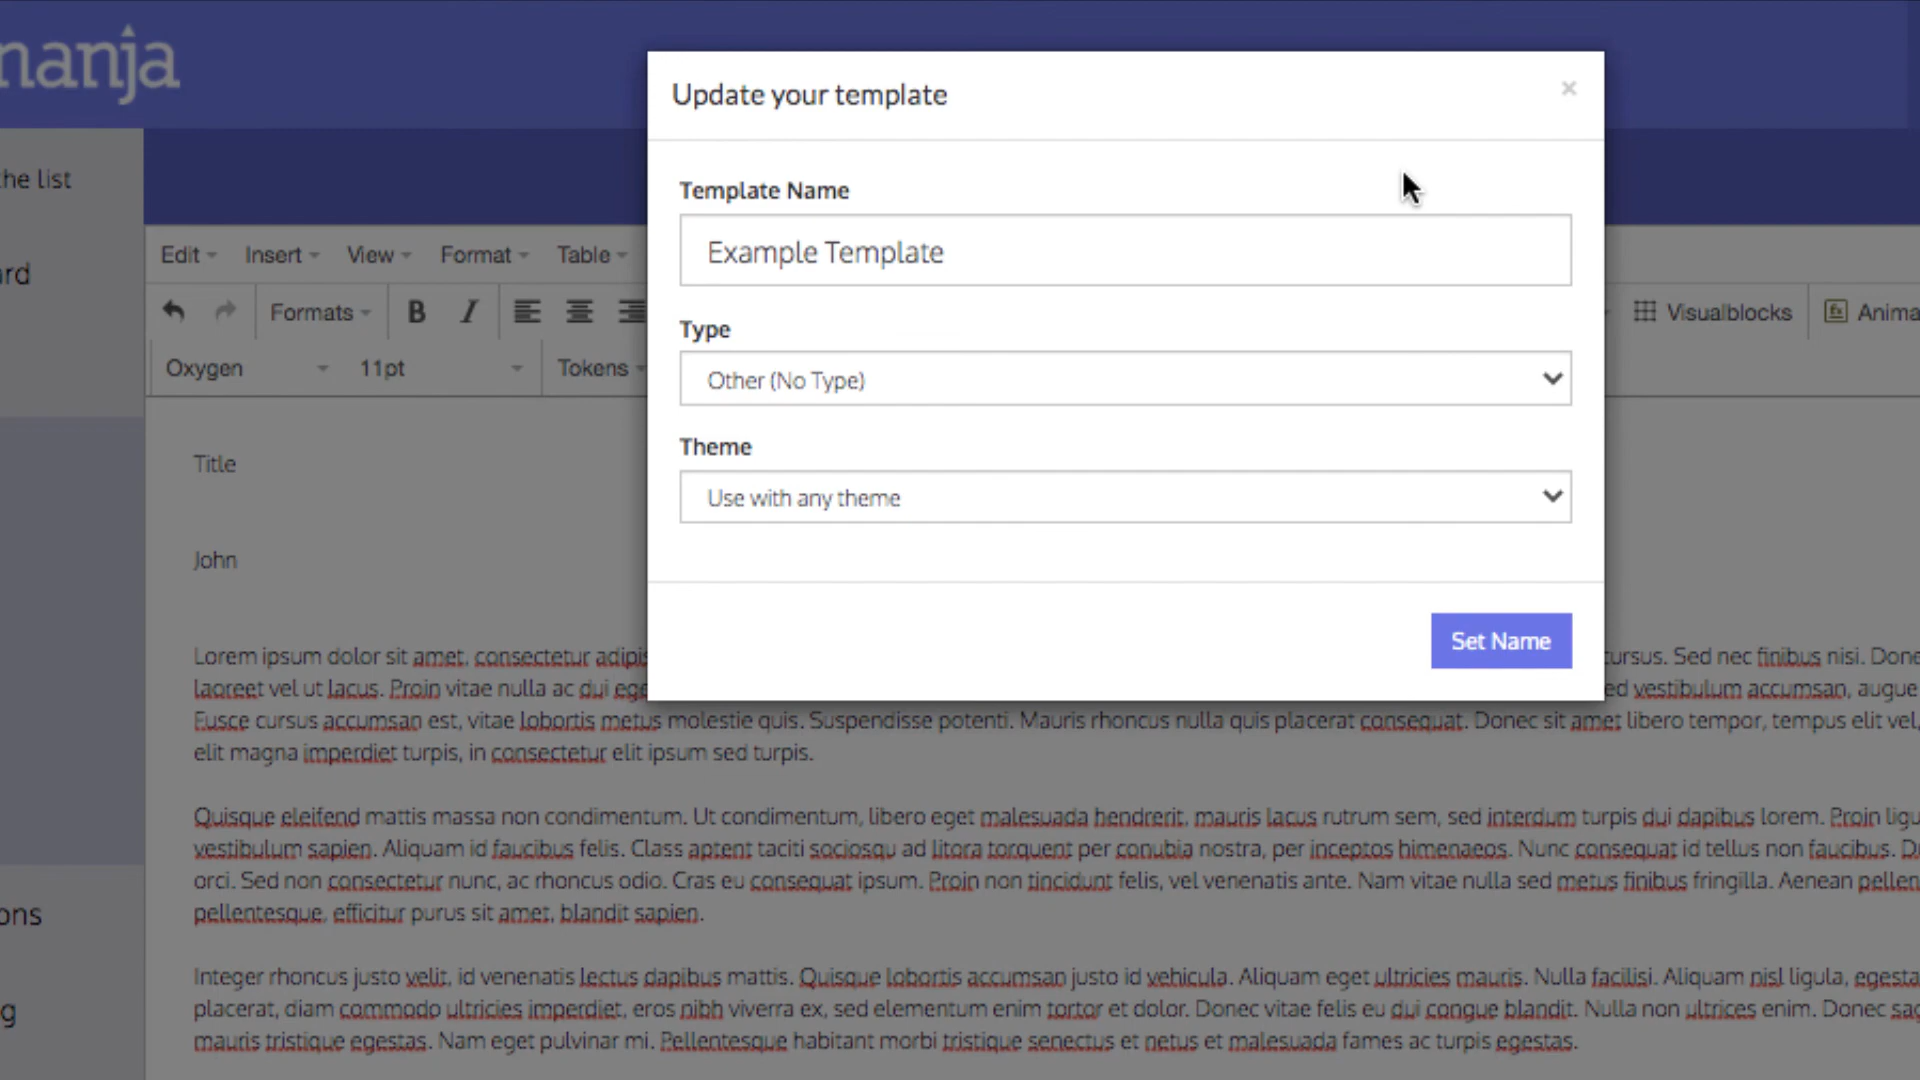 nanja
Update your template
×
the list
Template Name
Example Template
Edit Insert View Format Table
ard
Formats B I Visualblocks
Type
Oxygen 11pt Tokens
Other (No Type)
Theme
Title
Use with any theme
John
Set Name
Lorem ipsum dolor sit amet, consectetur adipis cursus. Sed nec finibus nisi. Done
laoreet vel ut lacus. Proin vitae nulla ac dui ege ed vestibulum accumsan, augue
Fusce cursus accumsan est, vitae lobortis metus molestie quis. Suspendisse potenti. Mauris rhoncus nulla quis placerat consequat. Donec sit amet libero tempor, tempus elit vel,
elit magna imperdiet turpis, in consectetur elit ipsum sed turpis.
Quisque eleifend mattis massa non condimentum. Ut condimentum, libero eget malesuada hendrerit, mauris lacus rutrum sem, sed interdum turpis dui dapibus lorem. Proin ligu
vestibulum sapien. Aliquam id faucibus felis. Class aptent taciti sociosqu ad litora torquent per conubia nostra, per inceptos himenaeos. Nunc consequat id tellus non faucibus. D
orci. Sed non consectetur nunc, ac rhoncus odio. Cras eu consequat ipsum. Proin non tincidunt felis, vel venenatis ante. Nam vitae nulla sed metus finibus fringilla. Aenean pellen
ons
pellentesque, efficitur purus sit amet, blandit sapien.
Integer rhoncus justo velit, id venenatis lectus dapibus mattis. Quisque lobortis accumsan justo id vehicula. Aliquam eget ultricies mauris. Nulla facilisi. Aliquam nisl ligula, egesta
placerat, diam commodo ultricies imperdiet, eros nibh viverra ex, sed elementum enim tortor et dolor. Donec vitae felis eu dui congue blandit. Nulla non ultrices enim. Donec sag
g
mauris tristique egestas. Nam eget pulvinar mi. Pellentesque habitant morbi tristique senectus et netus et malesuada fames ac turpis egestas.